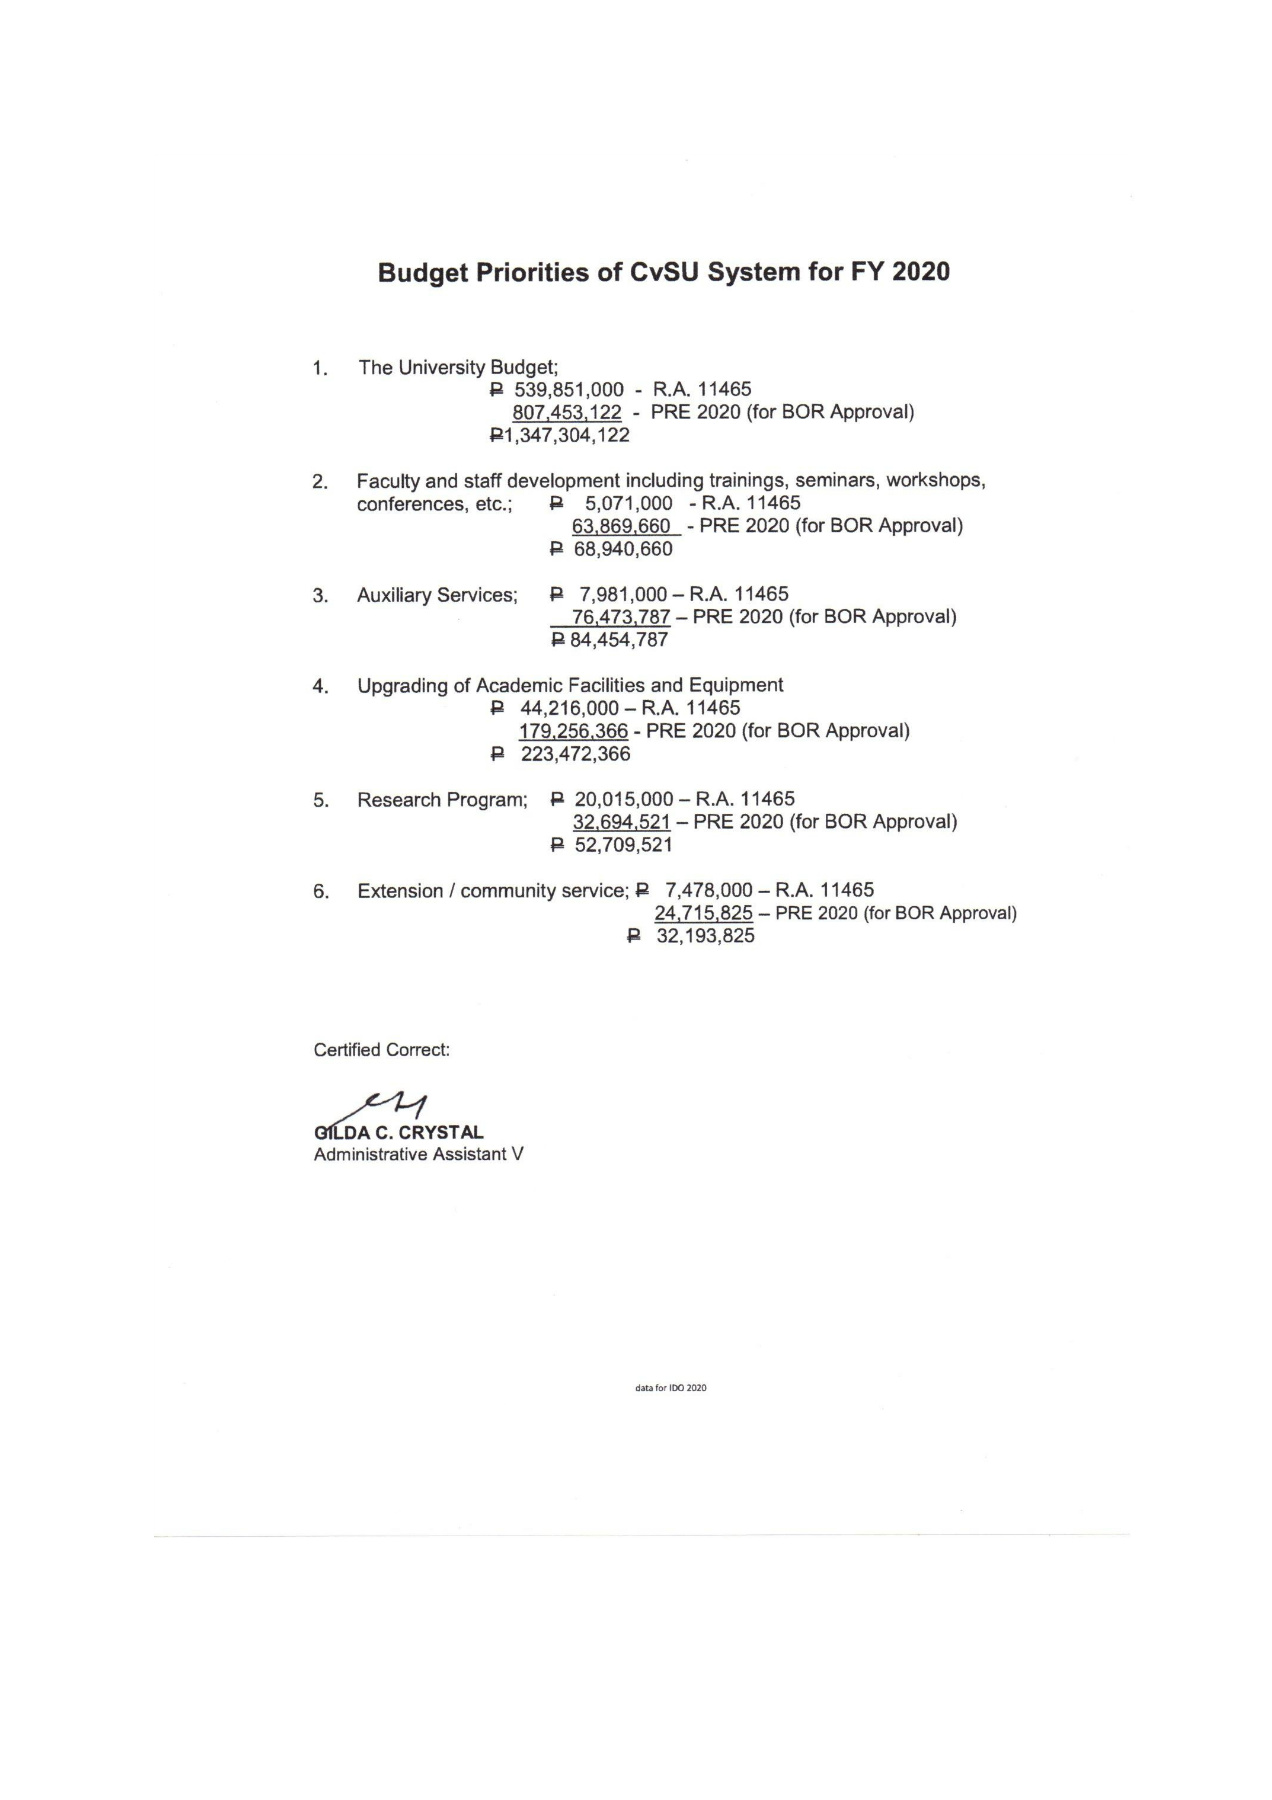 Budget Priorities of CvSU System for FY 2020
1. The University Budget;
₱ 539,851,000 - R.A. 11465
807,453,122 - PRE 2020 (for BOR Approval)
₱1,347,304,122
2. Faculty and staff development including trainings, seminars, workshops,
conferences, etc.; ₱ 5,071,000 - R.A. 11465
63,869,660 - PRE 2020 (for BOR Approval)
₱ 68,940,660
3. Auxiliary Services; ₱ 7,981,000 – R.A. 11465
76,473,787 – PRE 2020 (for BOR Approval)
₱ 84,454,787
4. Upgrading of Academic Facilities and Equipment
₱ 44,216,000 – R.A. 11465
179,256,366 - PRE 2020 (for BOR Approval)
₱ 223,472,366
5. Research Program; ₱ 20,015,000 – R.A. 11465
32,694,521 – PRE 2020 (for BOR Approval)
₱ 52,709,521
6. Extension / community service; ₱ 7,478,000 – R.A. 11465
24,715,825 – PRE 2020 (for BOR Approval)
₱ 32,193,825
Certified Correct:
GILDA C. CRYSTAL
Administrative Assistant V
data for IDO 2020